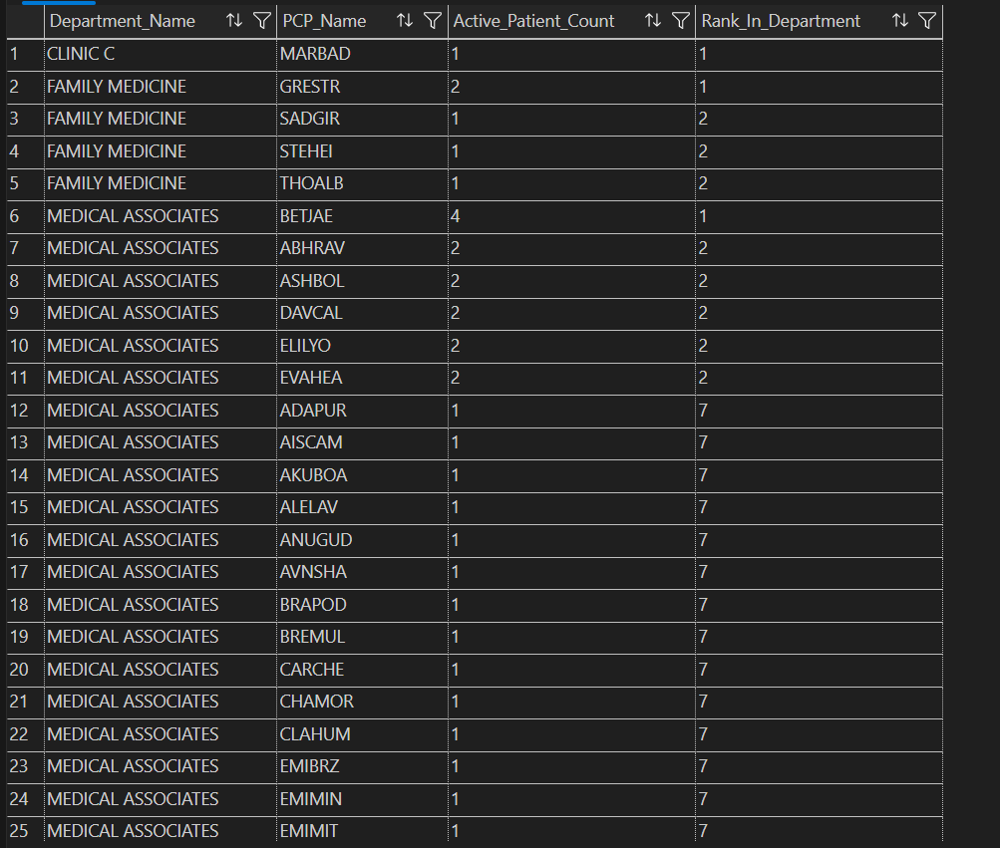 Department_Name PCP_Name Active_Patient_Count Rank_In_Department
1 CLINIC C MARBAD 1 1
2 FAMILY MEDICINE GRESTR 2 1
3 FAMILY MEDICINE SADGIR 1 2
4 FAMILY MEDICINE STEHEI 1 2
5 FAMILY MEDICINE THOALB 1 2
6 MEDICAL ASSOCIATES BETJAE 4 1
7 MEDICAL ASSOCIATES ABHRAV 2 2
8 MEDICAL ASSOCIATES ASHBOL 2 2
9 MEDICAL ASSOCIATES DAVCAL 2 2
10 MEDICAL ASSOCIATES ELILYO 2 2
11 MEDICAL ASSOCIATES EVAHEA 2 2
12 MEDICAL ASSOCIATES ADAPUR 1 7
13 MEDICAL ASSOCIATES AISCAM 1 7
14 MEDICAL ASSOCIATES AKUBOA 1 7
15 MEDICAL ASSOCIATES ALELAV 1 7
16 MEDICAL ASSOCIATES ANUGUD 1 7
17 MEDICAL ASSOCIATES AVNSHA 1 7
18 MEDICAL ASSOCIATES BRAPOD 1 7
19 MEDICAL ASSOCIATES BREMUL 1 7
20 MEDICAL ASSOCIATES CARCHE 1 7
21 MEDICAL ASSOCIATES CHAMOR 1 7
22 MEDICAL ASSOCIATES CLAHUM 1 7
23 MEDICAL ASSOCIATES EMIBRZ 1 7
24 MEDICAL ASSOCIATES EMIMIN 1 7
25 MEDICAL ASSOCIATES EMIMIT 1 7